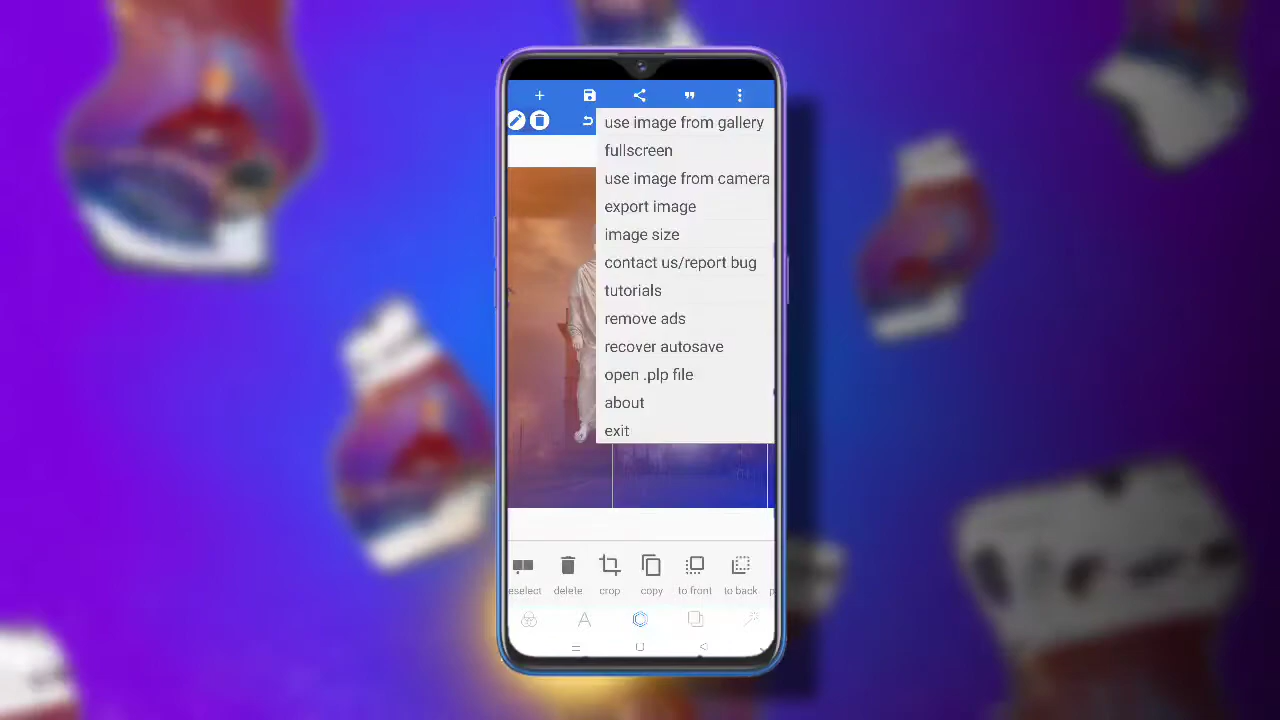 use image from gallery
fullscreen
use image from camera
export image
image size
contact us/report bug
tutorials
remove ads
recover autosave
open .plp file
about
exit
eselect delete crop copy to front to back p